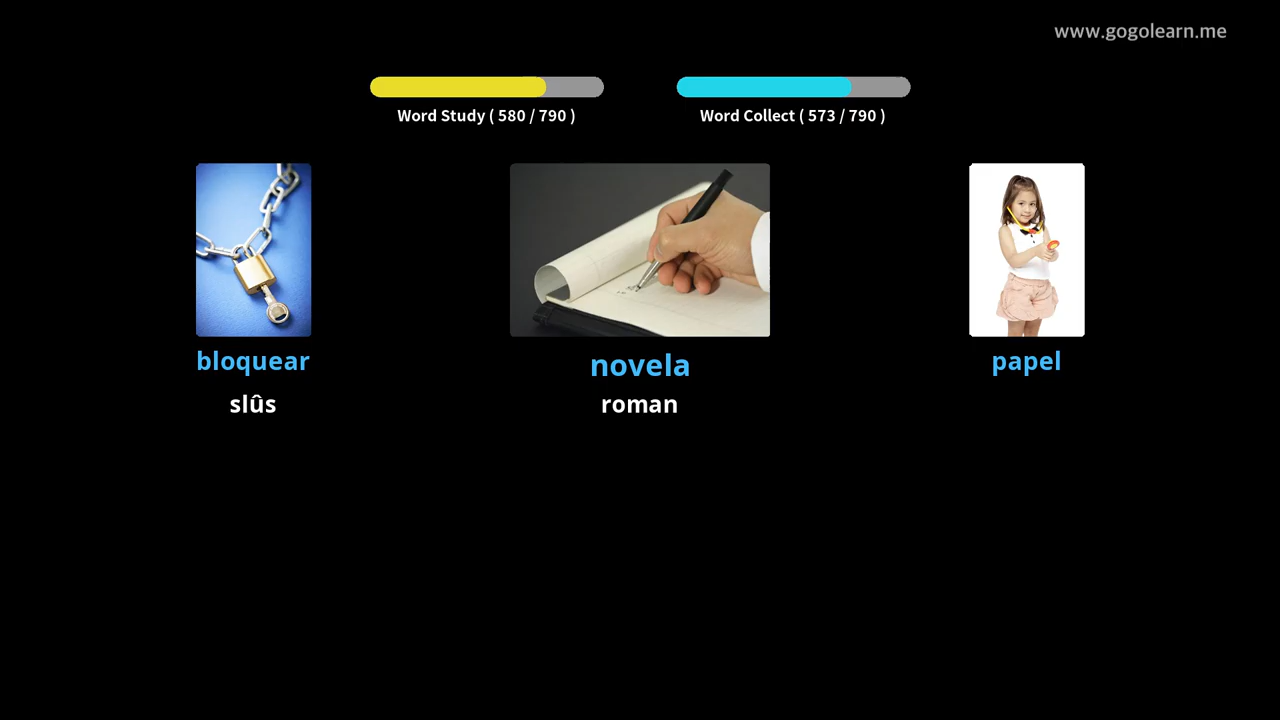 www.gogolearn.me
Word Study ( 580 / 790 )
Word Collect ( 573 / 790 )
bloquear
novela
papel
slûs
roman